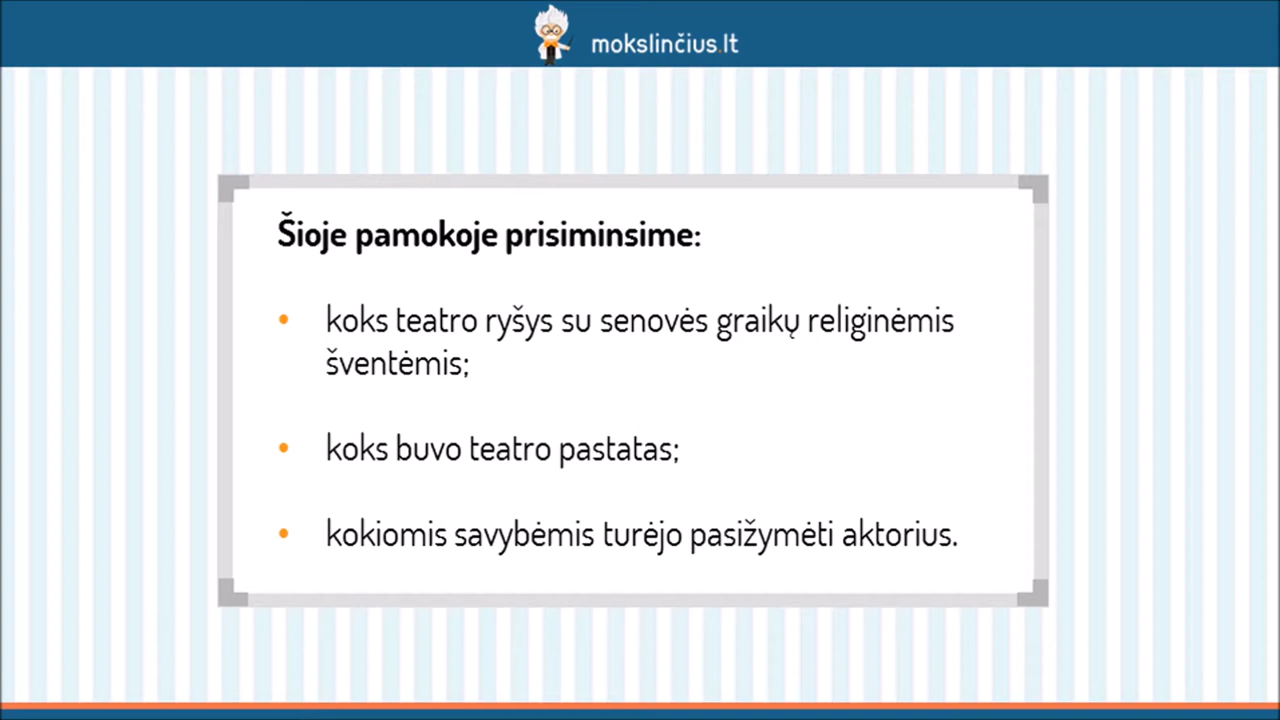 mokslinčius.lt
Šioje pamokoje prisiminsime:
• koks teatro ryšys su senovės graikų religinėmis
šventėmis;
• koks buvo teatro pastatas;
• kokiomis savybėmis turėjo pasižymėti aktorius.